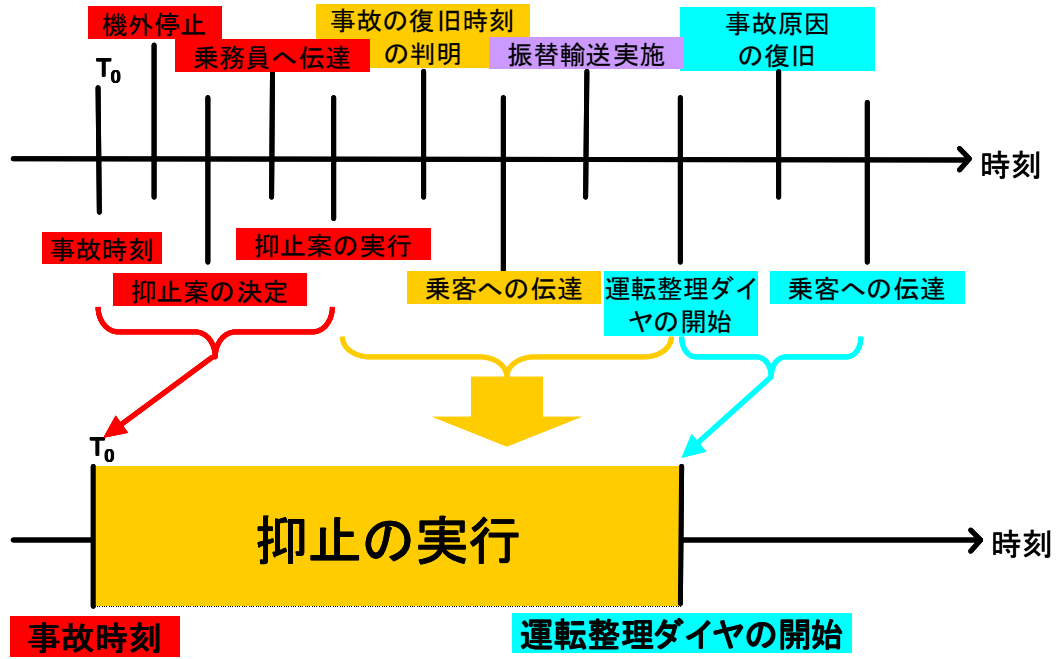 機外停止
乗務員へ伝達
事故の復旧時刻
の判明
振替輸送実施
事故原因
の復旧
T0
時刻
事故時刻
抑止案の実行
抑止案の決定
乗客への伝達
運転整理ダイ
ヤの開始
乗客への伝達
T0
抑止の実行
時刻
事故時刻
運転整理ダイヤの開始